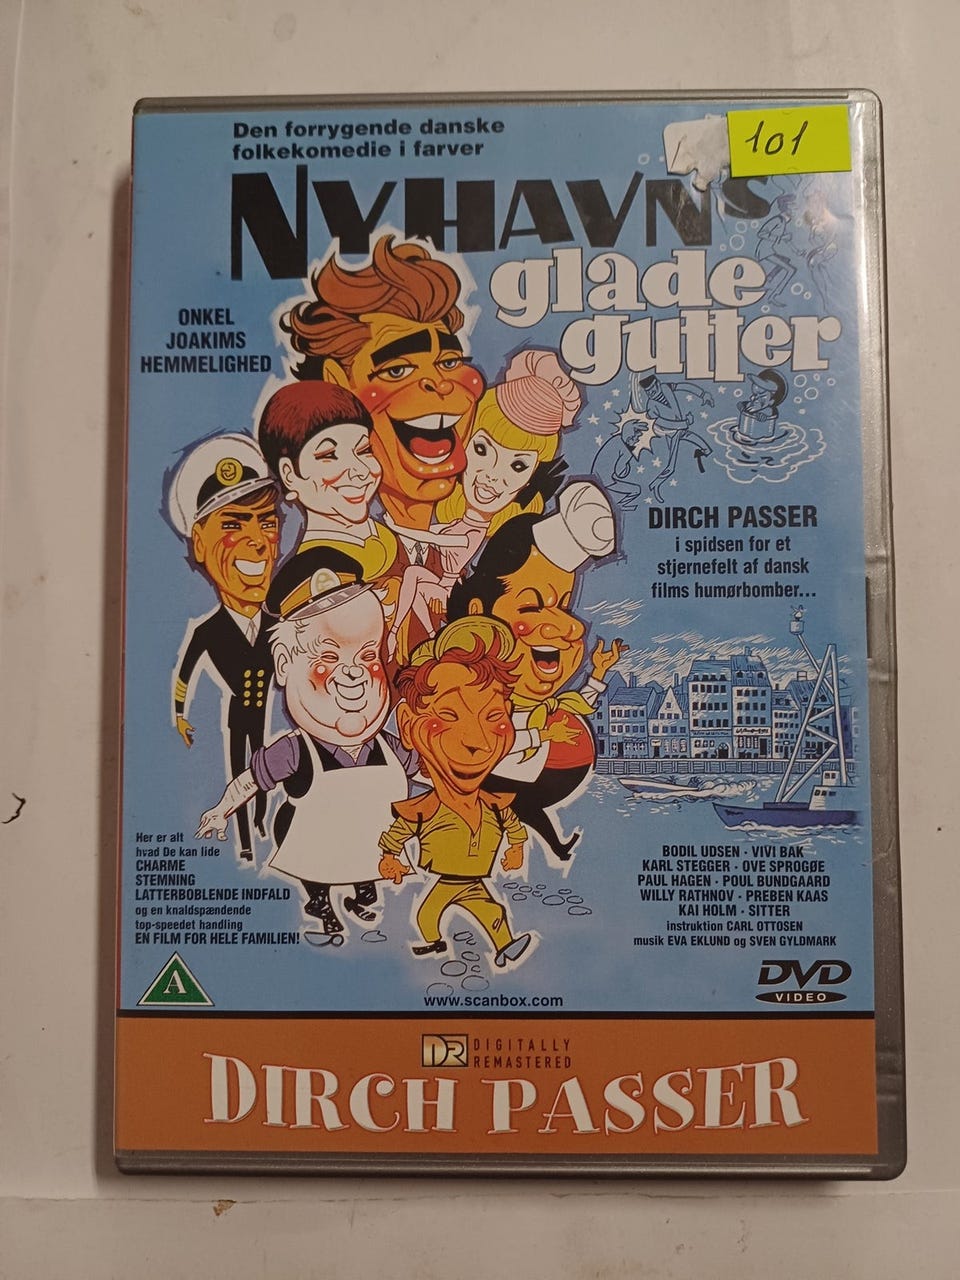 Den forrygende danske
folkekomedie i farver
101
NYHAVNS
glade
gutter
ONKEL
JOAKIMS
HEMMELIGHED
DIRCH PASSER
i spidsen for et
stjernefelt af dansk
films humørbomber...
Her er alt
hvad De kan lide
CHARME
STEMNING
LATTERBOBLENDE INDFALD
og en knaldspændende
top-speedet handling
EN FILM FOR HELE FAMILIEN!
BODIL UDSEN · VIVI BAK
KARL STEGGER · OVE SPROGØE
PAUL HAGEN · POUL BUNDGAARD
WILLY RATHNOV · PREBEN KAAS
KAI HOLM · SITTER
instruktion CARL OTTOSEN
musik EVA EKLUND og SVEN GYLDMARK
A
www.scanbox.com
DVD
VIDEO
DR DIGITALLY
REMASTERED
DIRCH PASSER